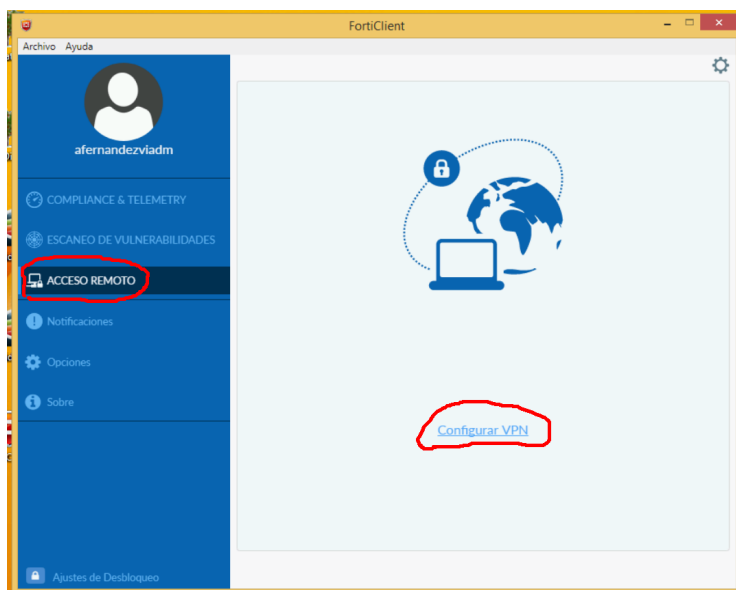 FortiClient
Archivo Ayuda
afernandezviadm
COMPLIANCE & TELEMETRY
ESCANEO DE VULNERABILIDADES
ACCESO REMOTO
Notificaciones
Opciones
Sobre
Configurar VPN
Ajustes de Desbloqueo